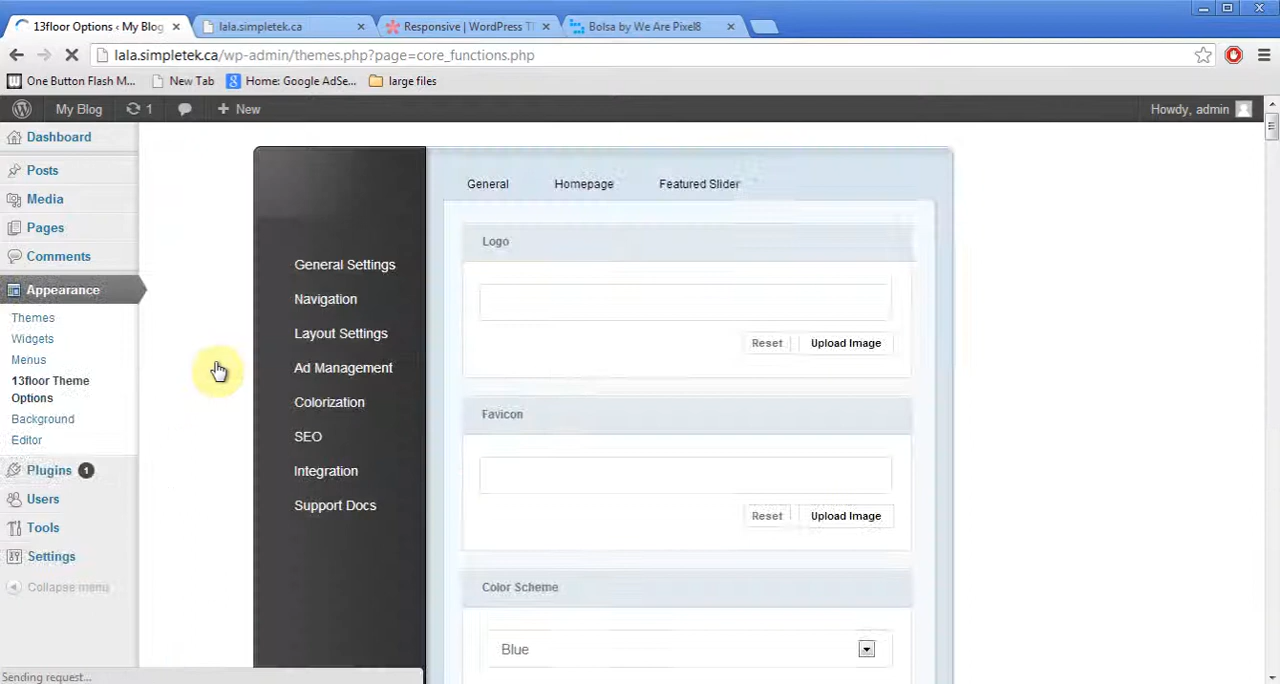 13floor Options ‹ My Blog
lala.simpletek.ca
Responsive | WordPress T
Bolsa by We Are Pixel8
lala.simpletek.ca/wp-admin/themes.php?page=core_functions.php
One Button Flash M...
New Tab
Home: Google AdSe...
large files
My Blog
1
New
Howdy, admin
Dashboard
Posts
Media
Pages
Comments
Appearance
Themes
Widgets
Menus
13floor Theme
Options
Background
Editor
Plugins 1
Users
Tools
Settings
Collapse menu
General Settings
Navigation
Layout Settings
Ad Management
Colorization
SEO
Integration
Support Docs
General
Homepage
Featured Slider
Logo
Reset
Upload Image
Favicon
Reset
Upload Image
Color Scheme
Blue
Sending request...